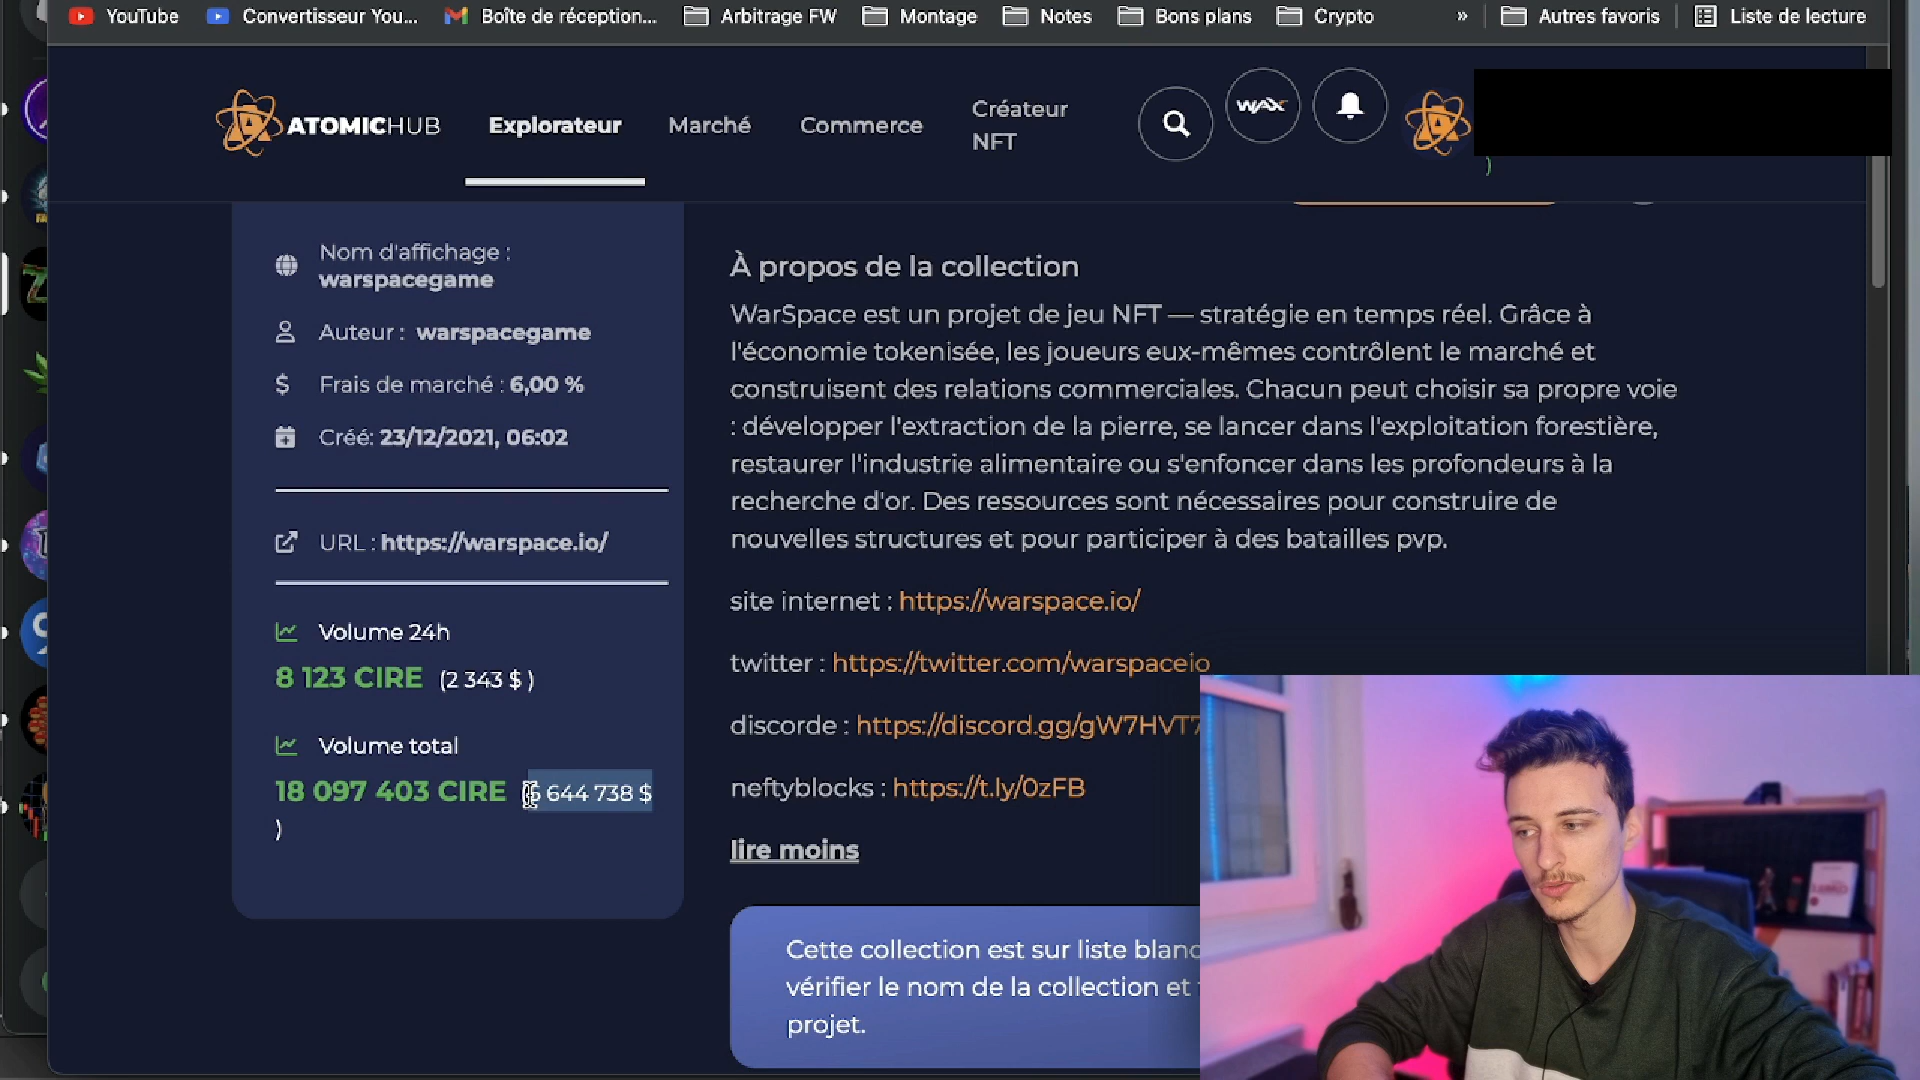 YouTube
Convertisseur You...
Boîte de réception...
Arbitrage FW
Montage
Notes
Bons plans
Crypto
»
Autres favoris
Liste de lecture
ATOMICHUB
Explorateur
Marché
Commerce
Créateur
NFT
WAX
)
Nom d'affichage :
warspacegame
Auteur : warspacegame
$ Frais de marché : 6,00 %
Créé: 23/12/2021, 06:02
URL : https://warspace.io/
Volume 24h
8 123 CIRE (2 343 $ )
Volume total
18 097 403 CIRE 644 738 $
)
À propos de la collection
WarSpace est un projet de jeu NFT — stratégie en temps réel. Grâce à
l'économie tokenisée, les joueurs eux-mêmes contrôlent le marché et
construisent des relations commerciales. Chacun peut choisir sa propre voie
: développer l'extraction de la pierre, se lancer dans l'exploitation forestière,
restaurer l'industrie alimentaire ou s'enfoncer dans les profondeurs à la
recherche d'or. Des ressources sont nécessaires pour construire de
nouvelles structures et pour participer à des batailles pvp.
site internet : https://warspace.io/
twitter : https://twitter.com/warspaceio
discorde : https://discord.gg/gW7HVT7
neftyblocks : https://t.ly/0zFB
lire moins
Cette collection est sur liste blanc
vérifier le nom de la collection et
projet.